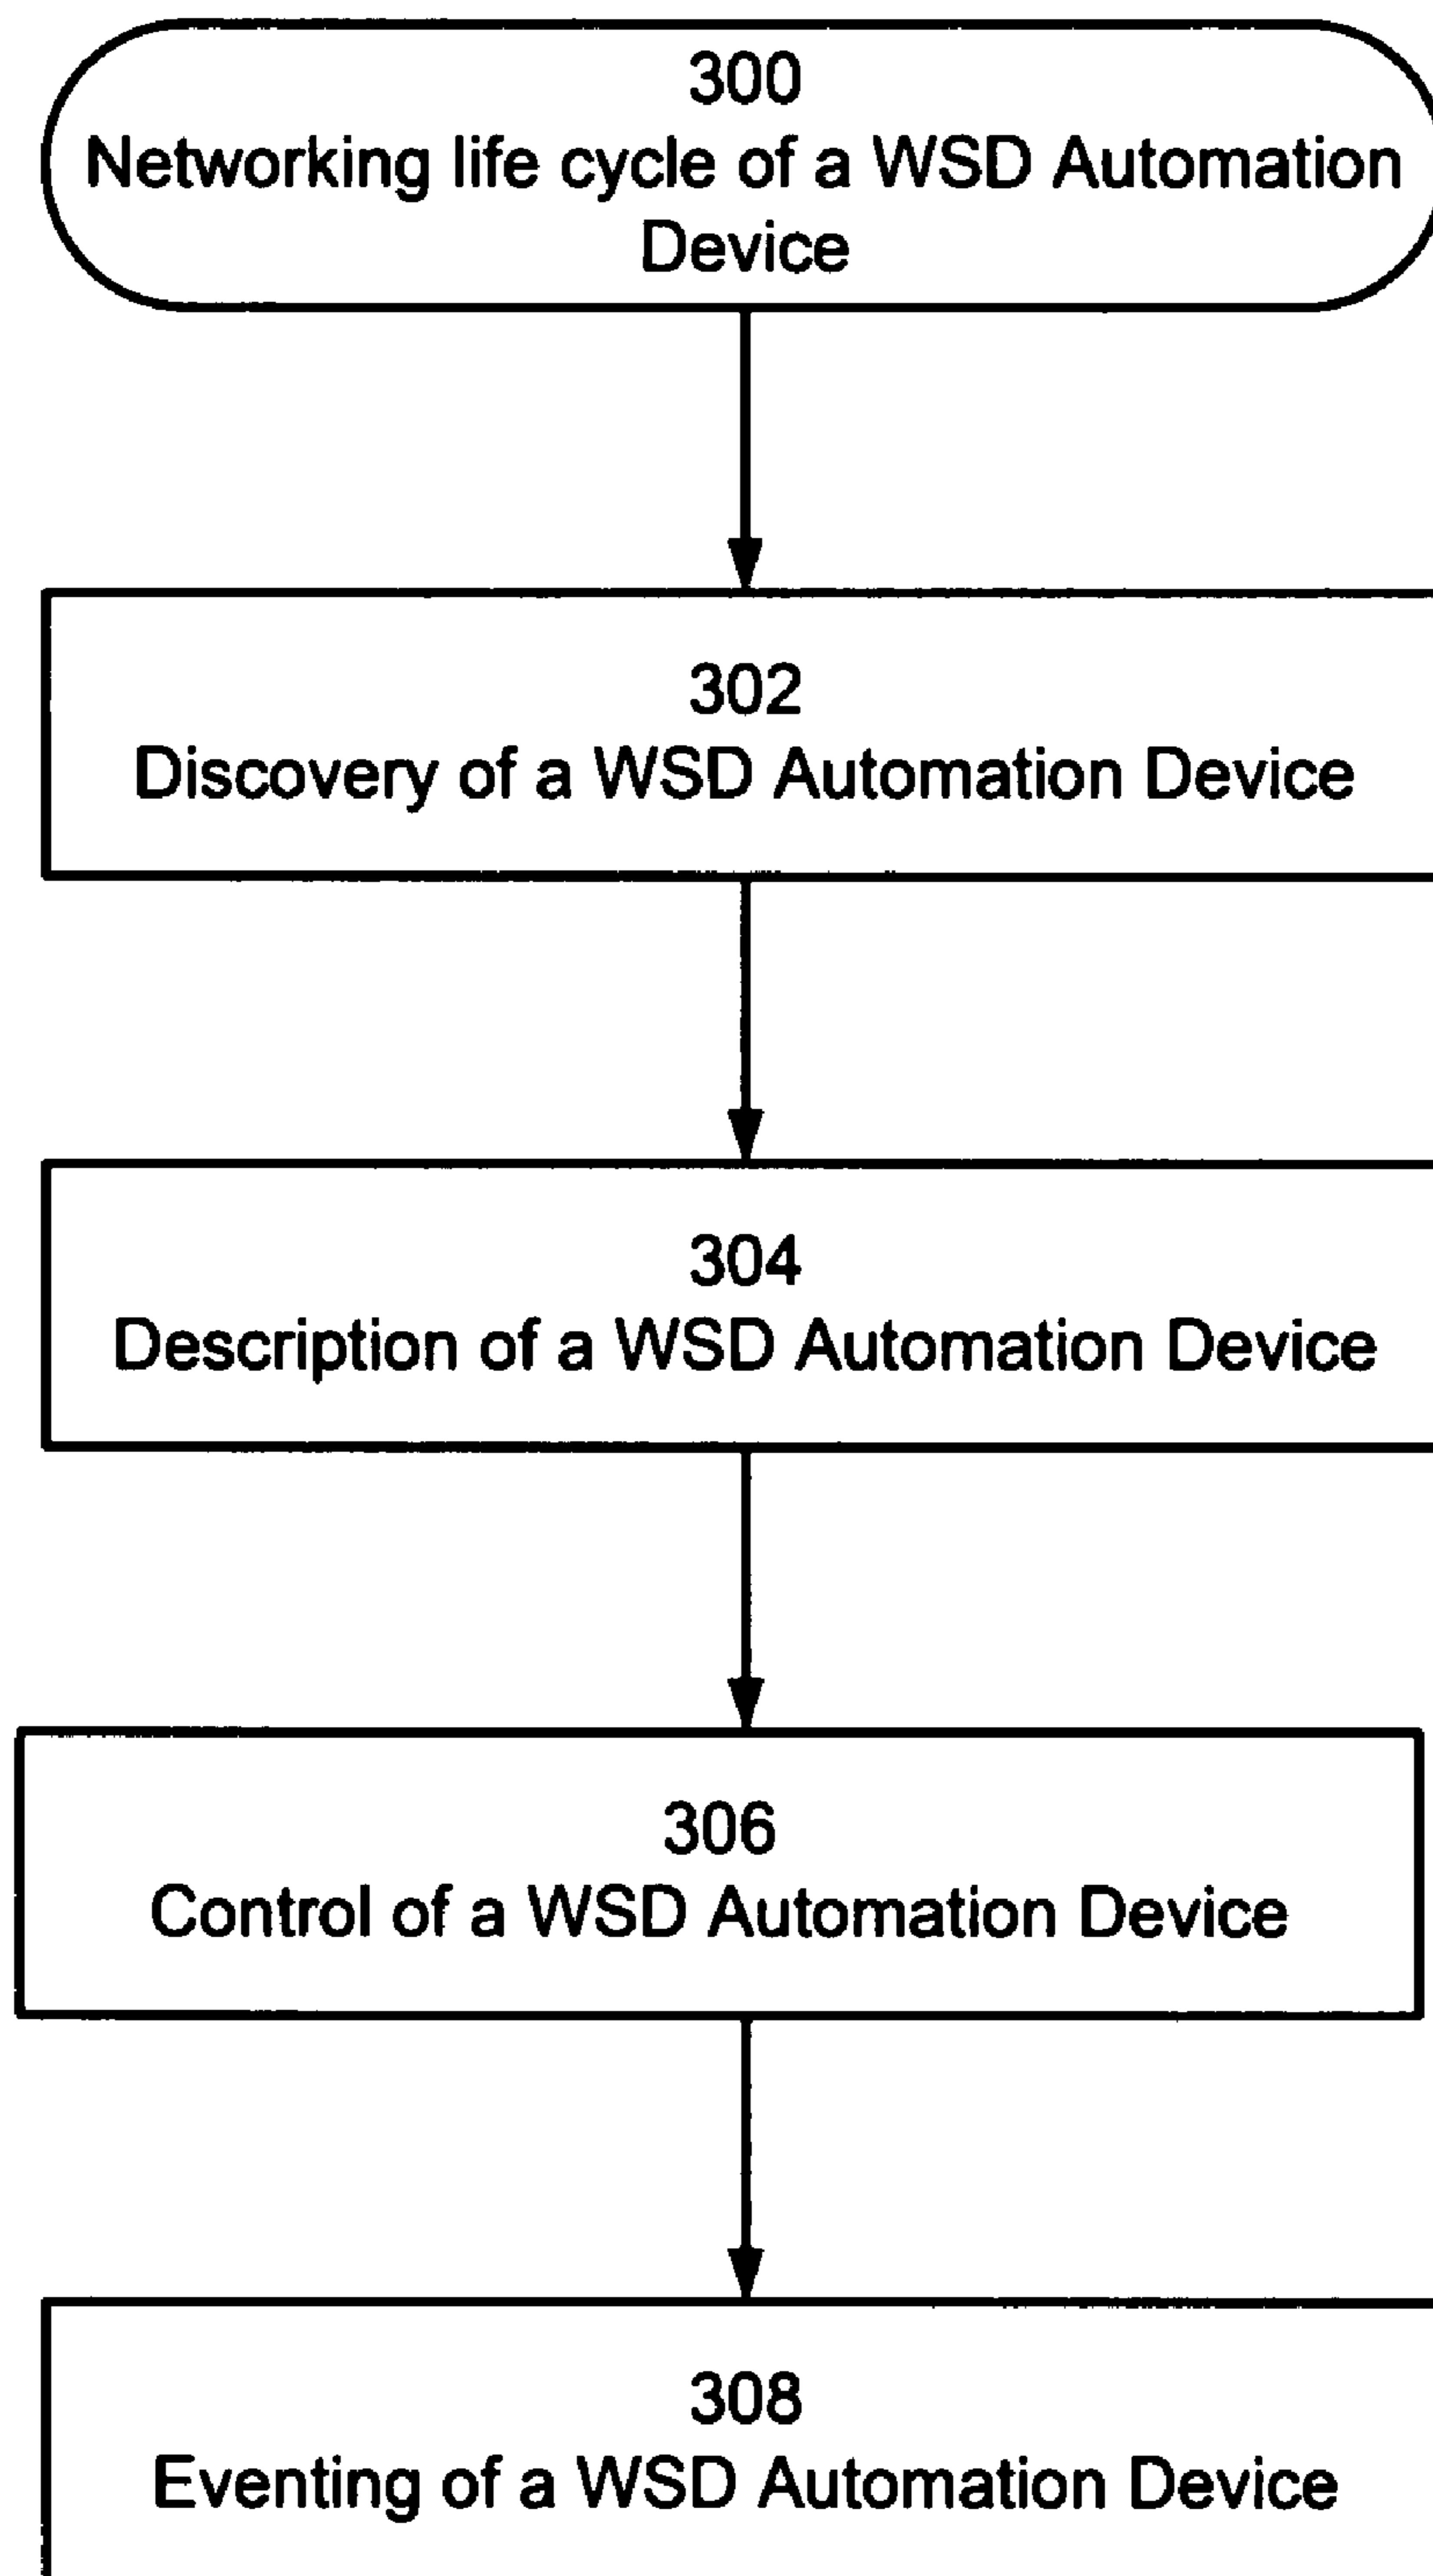 300
Networking life cycle of a WSD Automation
Device
302
Discovery of a WSD Automation Device
304
Description of a WSD Automation Device
306
Control of a WSD Automation Device
308
Eventing of a WSD Automation Device